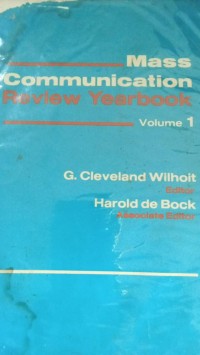 Mass
Communication
Review Yearbook
Volume 1
G. Cleveland Wilhoit
Editor
Harold de Bock
Associate Editor